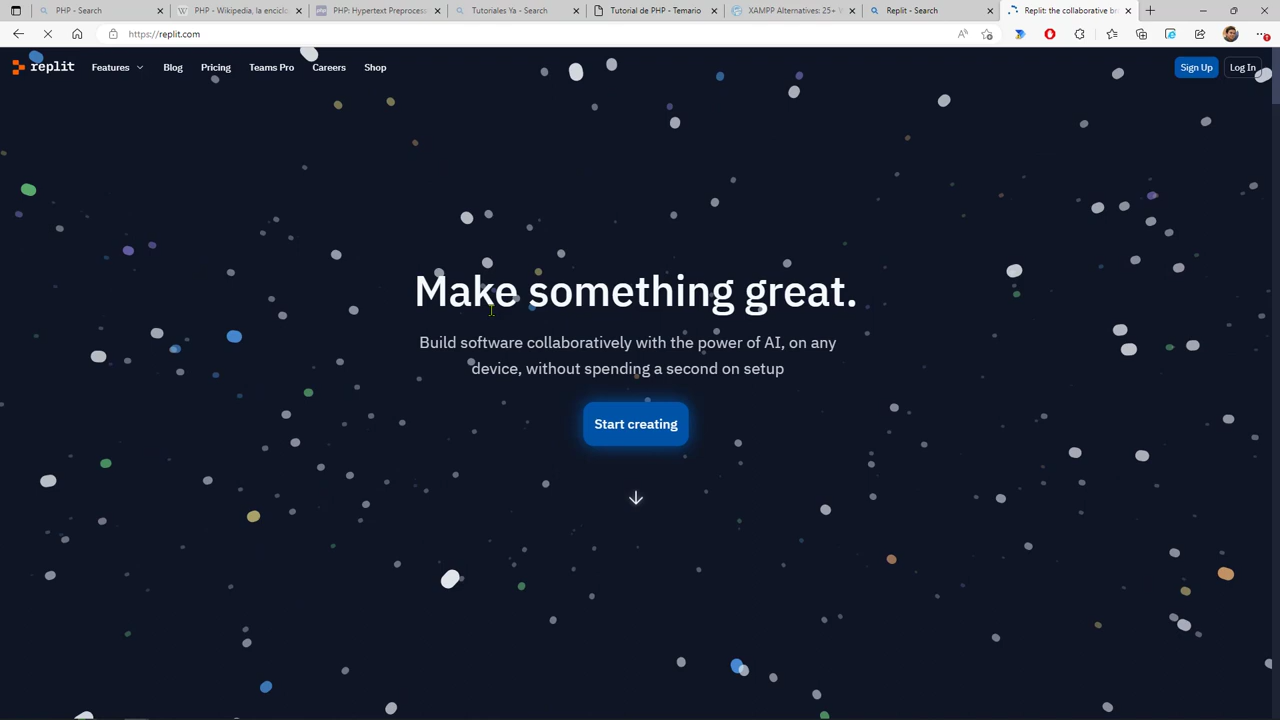 PHP - Search
PHP - Wikipedia, la encicl
PHP: Hypertext Preprocess
Tutoriales Ya - Search
Tutorial de PHP - Temario
XAMPP Alternatives: 25+
Replit - Search
Replit: the collaborative br
https://replit.com
replit
Features
Blog
Pricing
Teams Pro
Careers
Shop
Sign Up
Log In
Make something great.
Build software collaboratively with the power of AI, on any
device, without spending a second on setup
Start creating